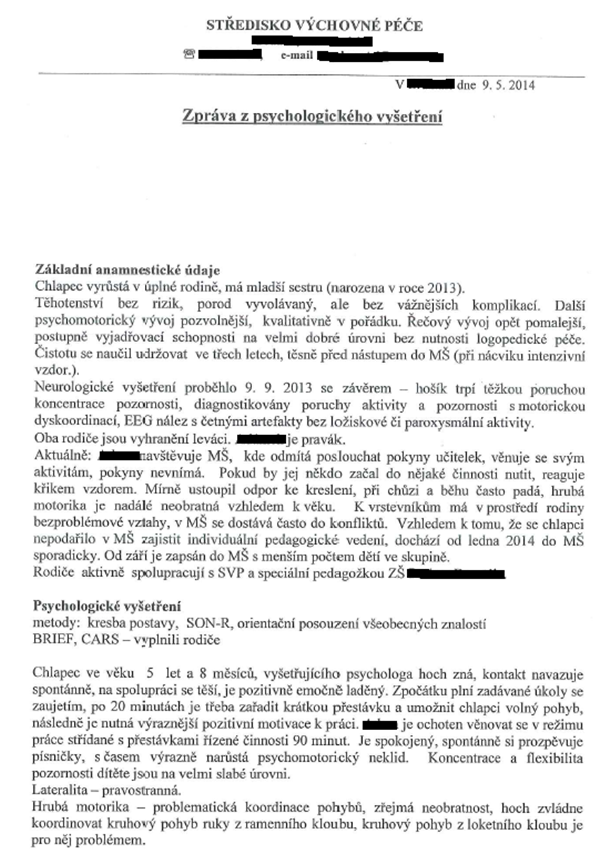 STŘEDISKO VÝCHOVNÉ PÉČE
e-mail
V dne 9. 5. 2014
Zpráva z psychologického vyšetření
Základní anamnestické údaje
Chlapec vyrůstá v úplné rodině, má mladší sestru (narozena v roce 2013).
Těhotenství bez rizik, porod vyvolávaný, ale bez vážnějších komplikací. Další
psychomotorický vývoj pozvolnější, kvalitativně v pořádku. Řečový vývoj opět pomalejší,
postupně vyjadřovací schopnosti na velmi dobré úrovni bez nutnosti logopedické péče.
Čistotu se naučil udržovat ve třech letech, těsně před nástupem do MŠ (při nácviku intenzivní
vzdor.).
Neurologické vyšetření proběhlo 9. 9. 2013 se závěrem – hošík trpí těžkou poruchou
koncentrace pozornosti, diagnostikovány poruchy aktivity a pozornosti s motorickou
dyskoordinací, EEG nález s četnými artefakty bez ložiskové či paroxysmální aktivity.
Oba rodiče jsou vyhranění leváci. je pravák.
Aktuálně: navštěvuje MŠ, kde odmítá poslouchat pokyny učitelek, věnuje se svým
aktivitám, pokyny nevnímá. Pokud by jej někdo začal do nějaké činnosti nutit, reaguje
křikem vzdorem. Mírně ustoupil odpor ke kreslení, při chůzi a běhu často padá, hrubá
motorika je nadálé neobratná vzhledem k věku. K vrstevníkům má v prostředí rodiny
bezproblémové vztahy, v MŠ se dostává často do konfliktů. Vzhledem k tomu, že se chlapci
nepodařilo v MŠ zajistit individuální pedagogické vedení, dochází od ledna 2014 do MŠ
sporadicky. Od září je zapsán do MŠ s menším počtem dětí ve skupině.
Rodiče aktivně spolupracují s SVP a speciální pedagožkou ZŠ
Psychologické vyšetření
metody: kresba postavy, SON-R, orientační posouzení všeobecných znalostí
BRIEF, CARS – vyplnili rodiče
Chlapec ve věku 5 let a 8 měsíců, vyšetřujícího psychologa hoch zná, kontakt navazuje
spontánně, na spolupráci se těší, je pozitivně emočně laděný. Zpočátku plní zadávané úkoly se
zaujetím, po 20 minutách je třeba zařadit krátkou přestávku a umožnit chlapci volný pohyb,
následně je nutná výraznější pozitivní motivace k práci. je ochoten věnovat se v režimu
práce střídané s přestávkami řízené činnosti 90 minut. Je spokojený, spontánně si prozpěvuje
písničky, s časem výrazně narůstá psychomotorický neklid. Koncentrace a flexibilita
pozornosti dítěte jsou na velmi slabé úrovni.
Lateralita – pravostranná.
Hrubá motorika – problematická koordinace pohybů, zřejmá neobratnost, hoch zvládne
koordinovat kruhový pohyb ruky z ramenního kloubu, kruhový pohyb z loketního kloubu je
pro něj problémem.